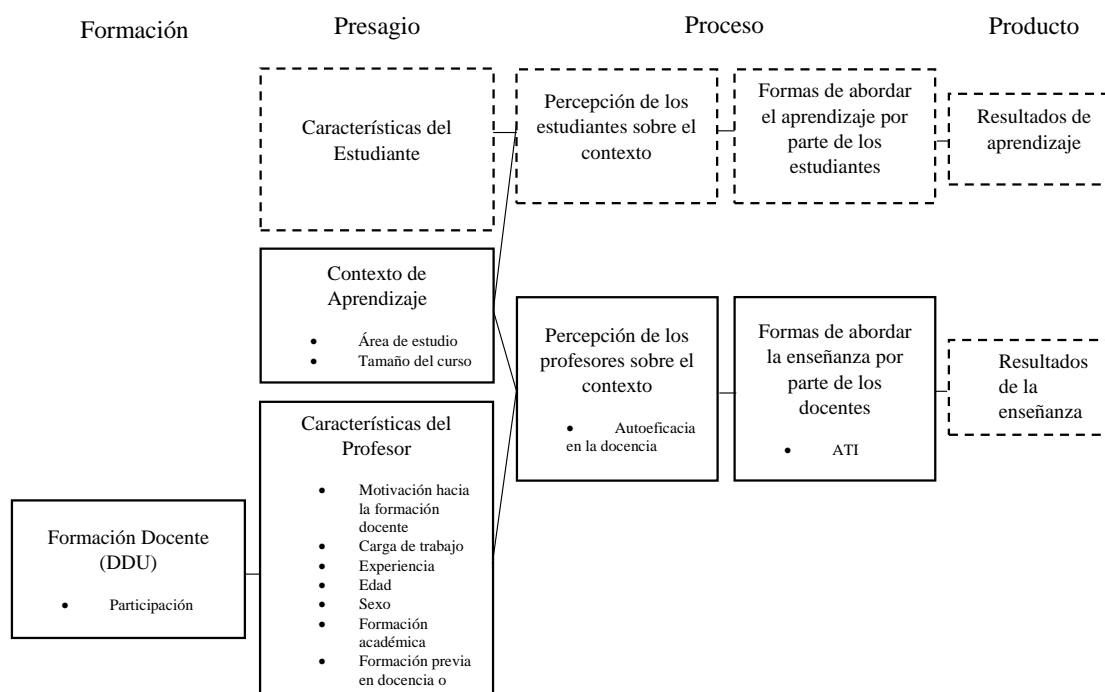 Formación
Presagio
Proceso
Producto
Características del
Estudiante
Percepción de los
estudiantes sobre el
contexto
Formas de abordar
el aprendizaje por
parte de los
estudiantes
Resultados de
aprendizaje
Contexto de
Aprendizaje
• Área de estudio
• Tamaño del curso
Percepción de los
profesores sobre el
contexto
• Autoeficacia
en la docencia
Formas de abordar
la enseñanza por
parte de los
docentes
• ATI
Resultados
de la
enseñanza
Características del
Profesor
• Motivación hacia
la formación
docente
• Carga de trabajo
• Experiencia
• Edad
• Sexo
• Formación
académica
• Formación previa
en docencia o
Formación Docente
(DDU)
• Participación